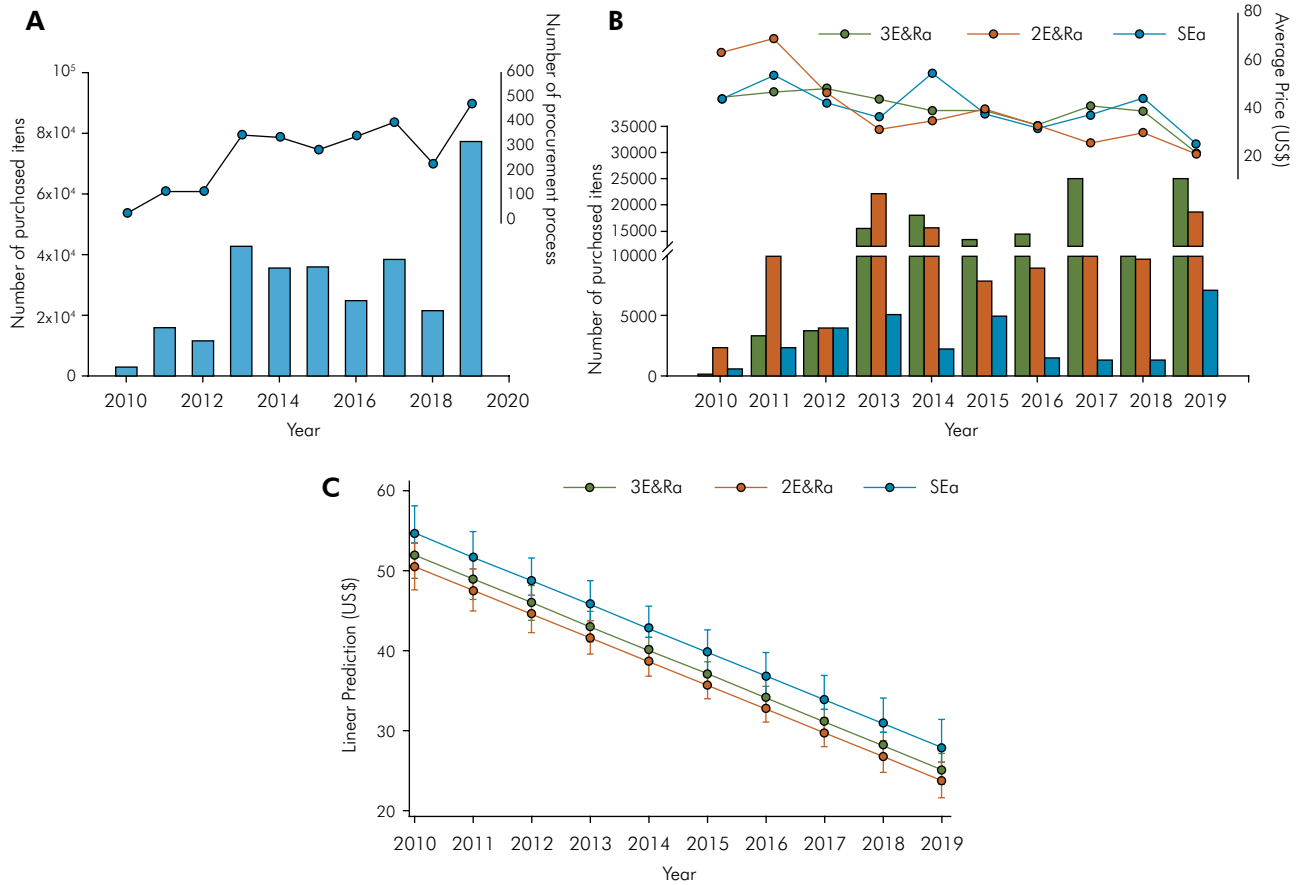 A
Number of purchased itens
10⁵
8x10⁴
6x10⁴
4x10⁴
2x10⁴
0
600
500
400
300
200
100
0
Number of procurement process
2010 2012 2014 2016 2018 2020
Year
B
3E&Ra 2E&Ra SEa
80
60
40
20
Average Price (US$)
Number of purchased itens
35000
30000
25000
20000
15000
10000
5000
0
2010 2011 2012 2013 2014 2015 2016 2017 2018 2019
Year
C
3E&Ra 2E&Ra SEa
Linear Prediction (US$)
60
50
40
30
20
2010 2011 2012 2013 2014 2015 2016 2017 2018 2019
Year